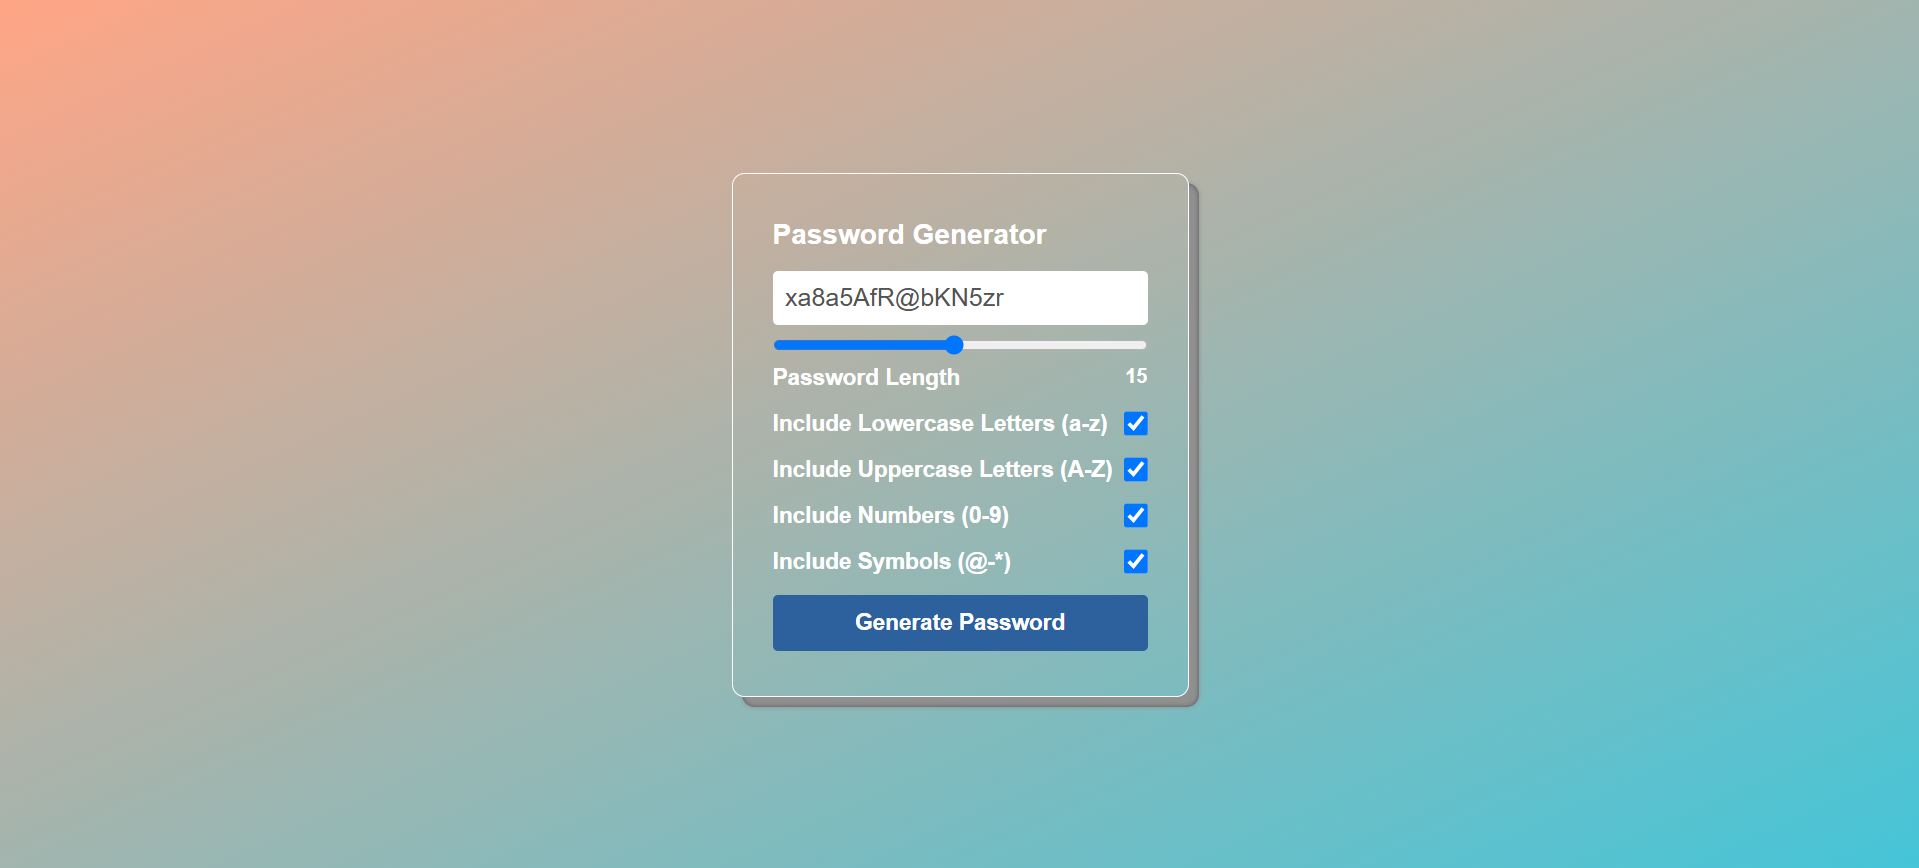 Password Generator
xa8a5AfR@bKN5zr
Password Length 15
Include Lowercase Letters (a-z)
Include Uppercase Letters (A-Z)
Include Numbers (0-9)
Include Symbols (@-*)
Generate Password